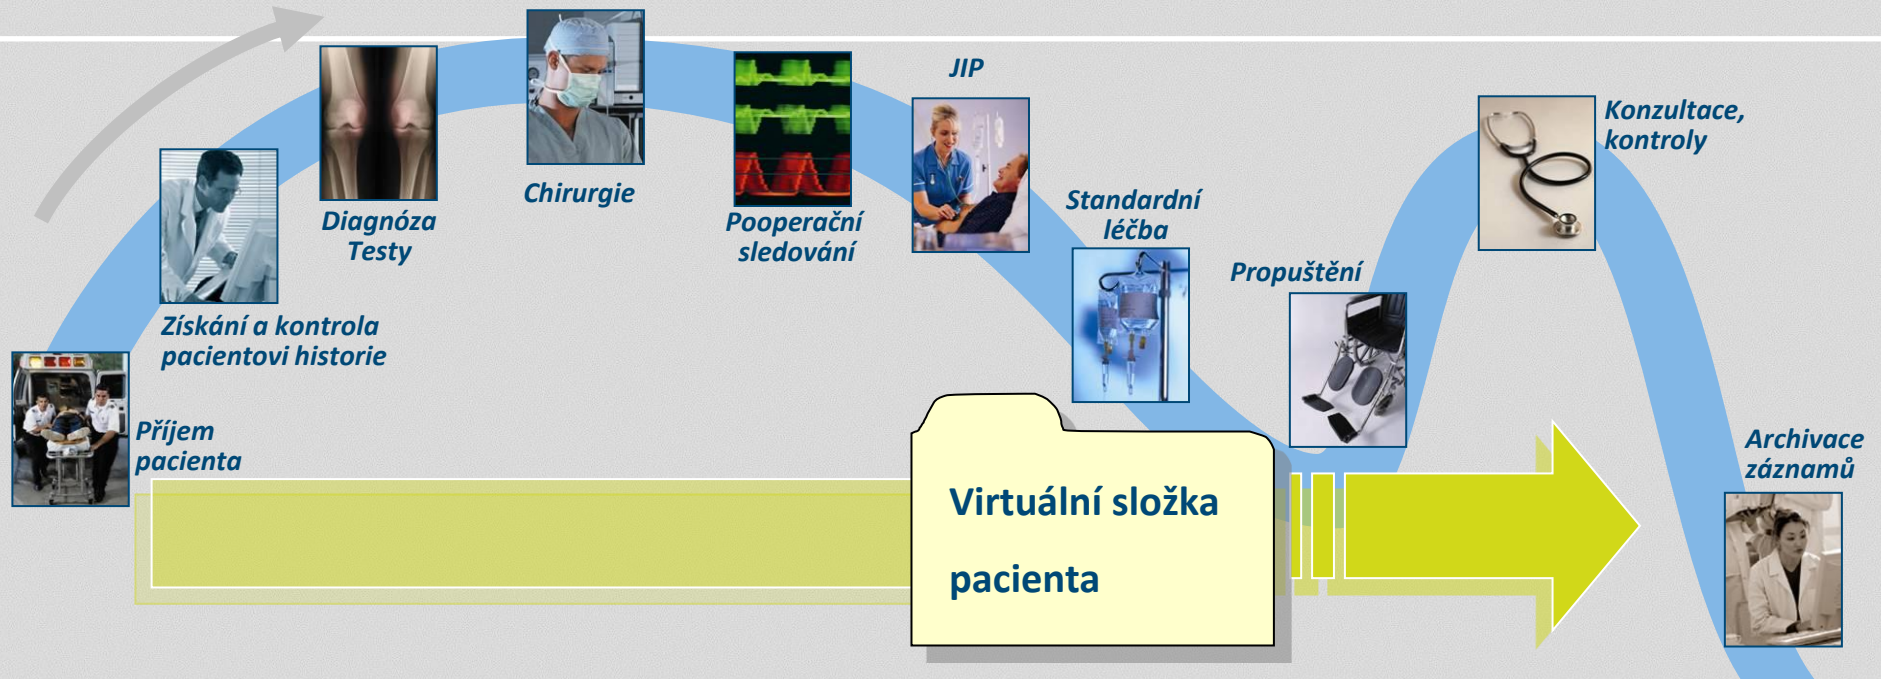 Příjem
pacienta
Získání a kontrola
pacientovi historie
Diagnóza
Testy
Chirurgie
Pooperační
sledování
JIP
Standardní
léčba
Propuštění
Konzultace,
kontroly
Archivace
záznamů
Virtuální složka
pacienta